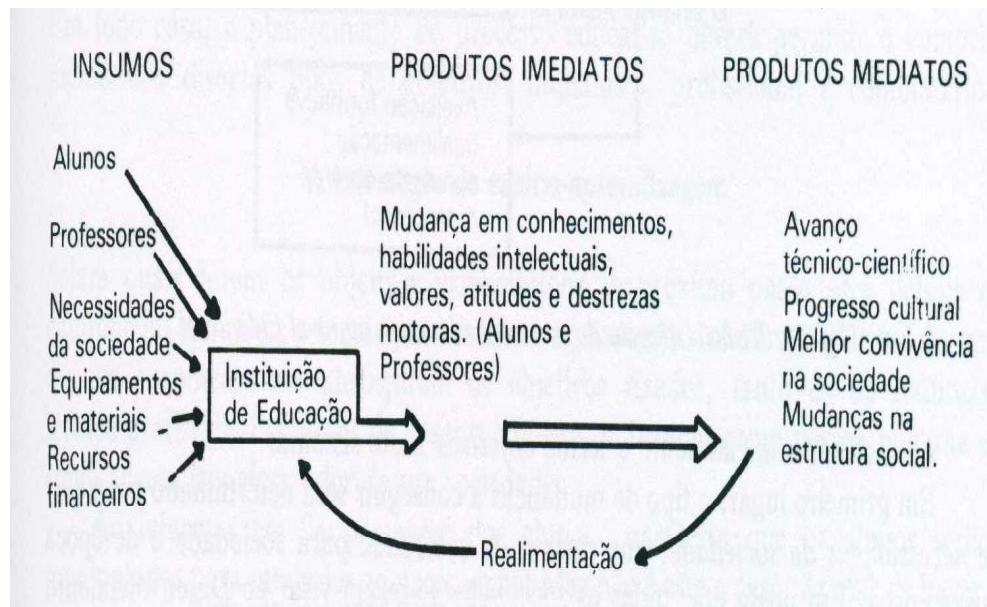 INSUMOS
PRODUTOS IMEDIATOS
PRODUTOS MEDIATOS
Alunos
Professores
Necessidades
da sociedade
Equipamentos
e materiais
Recursos
financeiros
Instituição
de Educação
Mudança em conhecimentos,
habilidades intelectuais,
valores, atitudes e destrezas
motoras. (Alunos e
Professores)
Avanço
técnico-científico
Progresso cultural
Melhor convivência
na sociedade
Mudanças na
estrutura social.
Realimentação